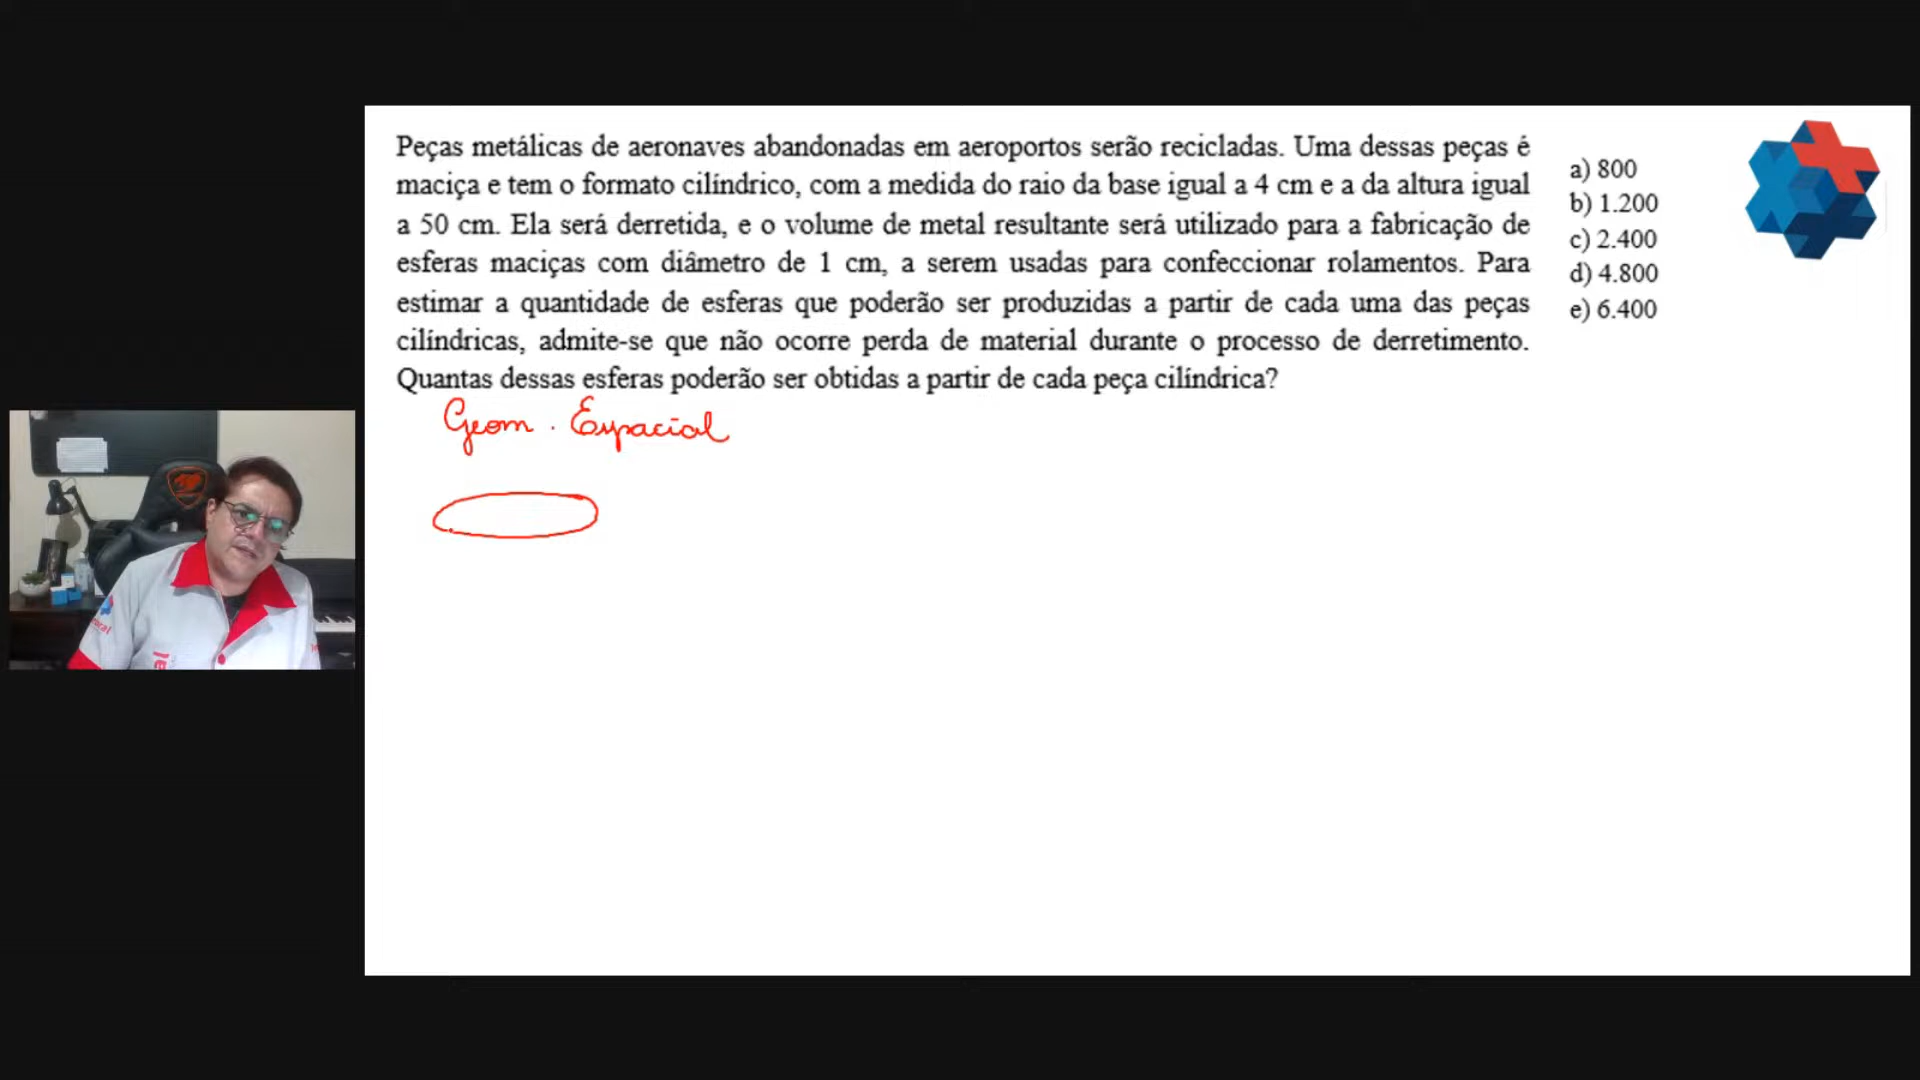 Peças metálicas de aeronaves abandonadas em aeroportos serão recicladas. Uma dessas peças é
maciça e tem o formato cilíndrico, com a medida do raio da base igual a 4 cm e a da altura igual
a 50 cm. Ela será derretida, e o volume de metal resultante será utilizado para a fabricação de
esferas maciças com diâmetro de 1 cm, a serem usadas para confeccionar rolamentos. Para
estimar a quantidade de esferas que poderão ser produzidas a partir de cada uma das peças
cilíndricas, admite-se que não ocorre perda de material durante o processo de derretimento.
Quantas dessas esferas poderão ser obtidas a partir de cada peça cilíndrica?
a) 800
b) 1.200
c) 2.400
d) 4.800
e) 6.400
Geom. Espacial